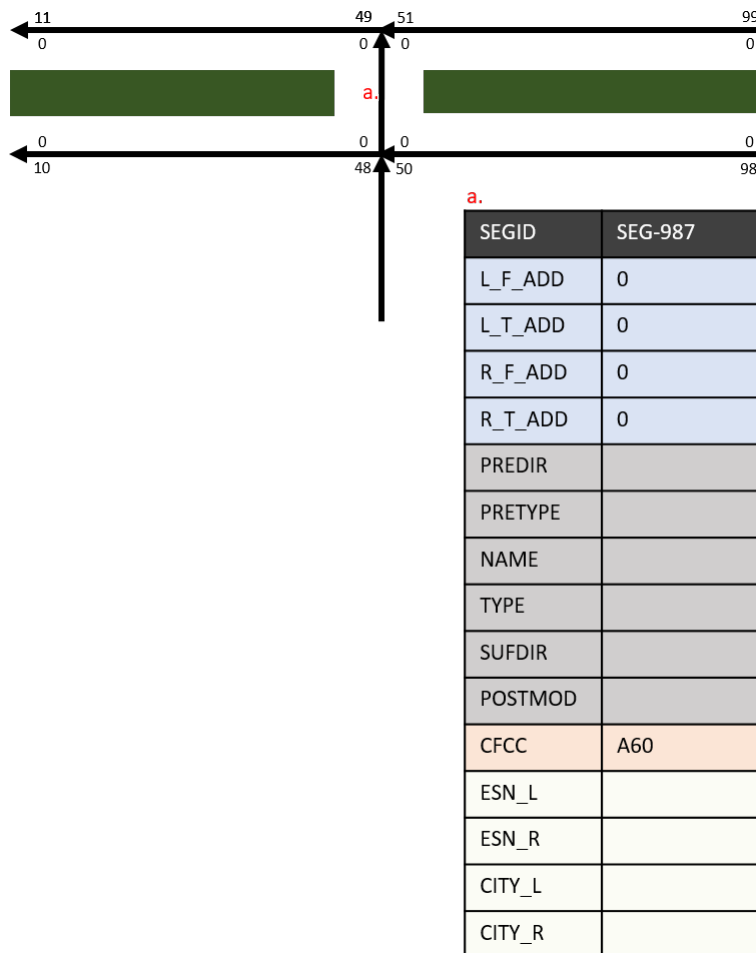 11 49 51 99
0 0 0 0
a.
0 0 0 0
10 48 50 98
a.
SEGID SEG-987
L_F_ADD 0
L_T_ADD 0
R_F_ADD 0
R_T_ADD 0
PREDIR
PRETYPE
NAME
TYPE
SUFDIR
POSTMOD
CFCC A60
ESN_L
ESN_R
CITY_L
CITY_R